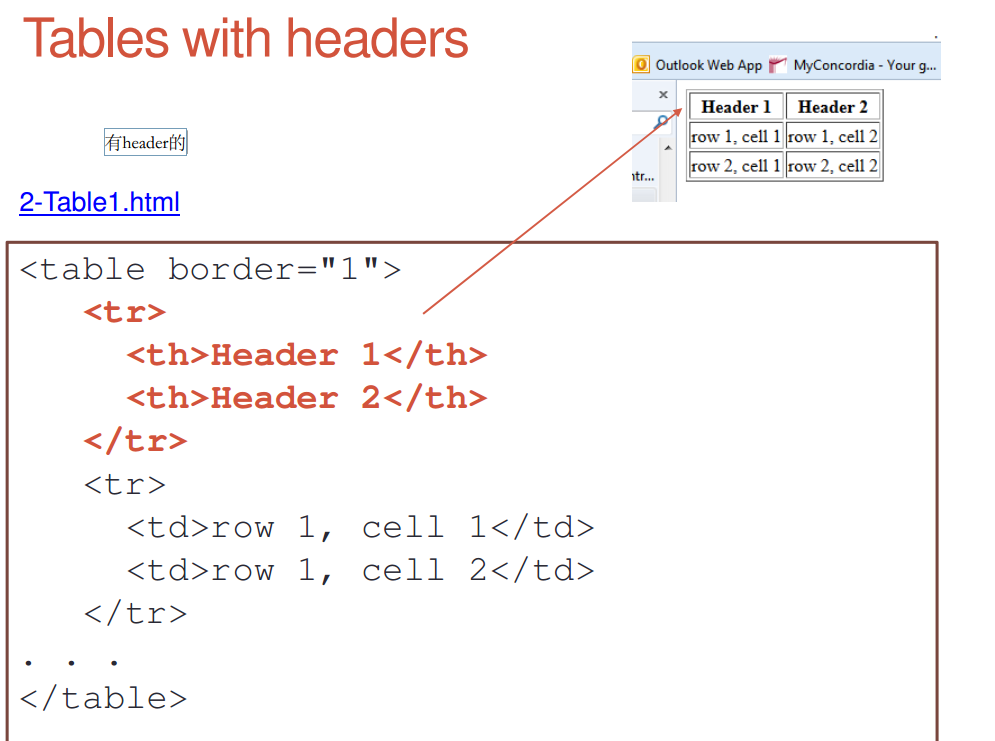 Tables with headers
Outlook Web App MyConcordia - Your g...
Header 1 Header 2
row 1, cell 1 row 1, cell 2
row 2, cell 1 row 2, cell 2
ntr...
有header的
2-Table1.html
<table border="1">
<tr>
<th>Header 1</th>
<th>Header 2</th>
</tr>
<tr>
<td>row 1, cell 1</td>
<td>row 1, cell 2</td>
</tr>
. . .
</table>